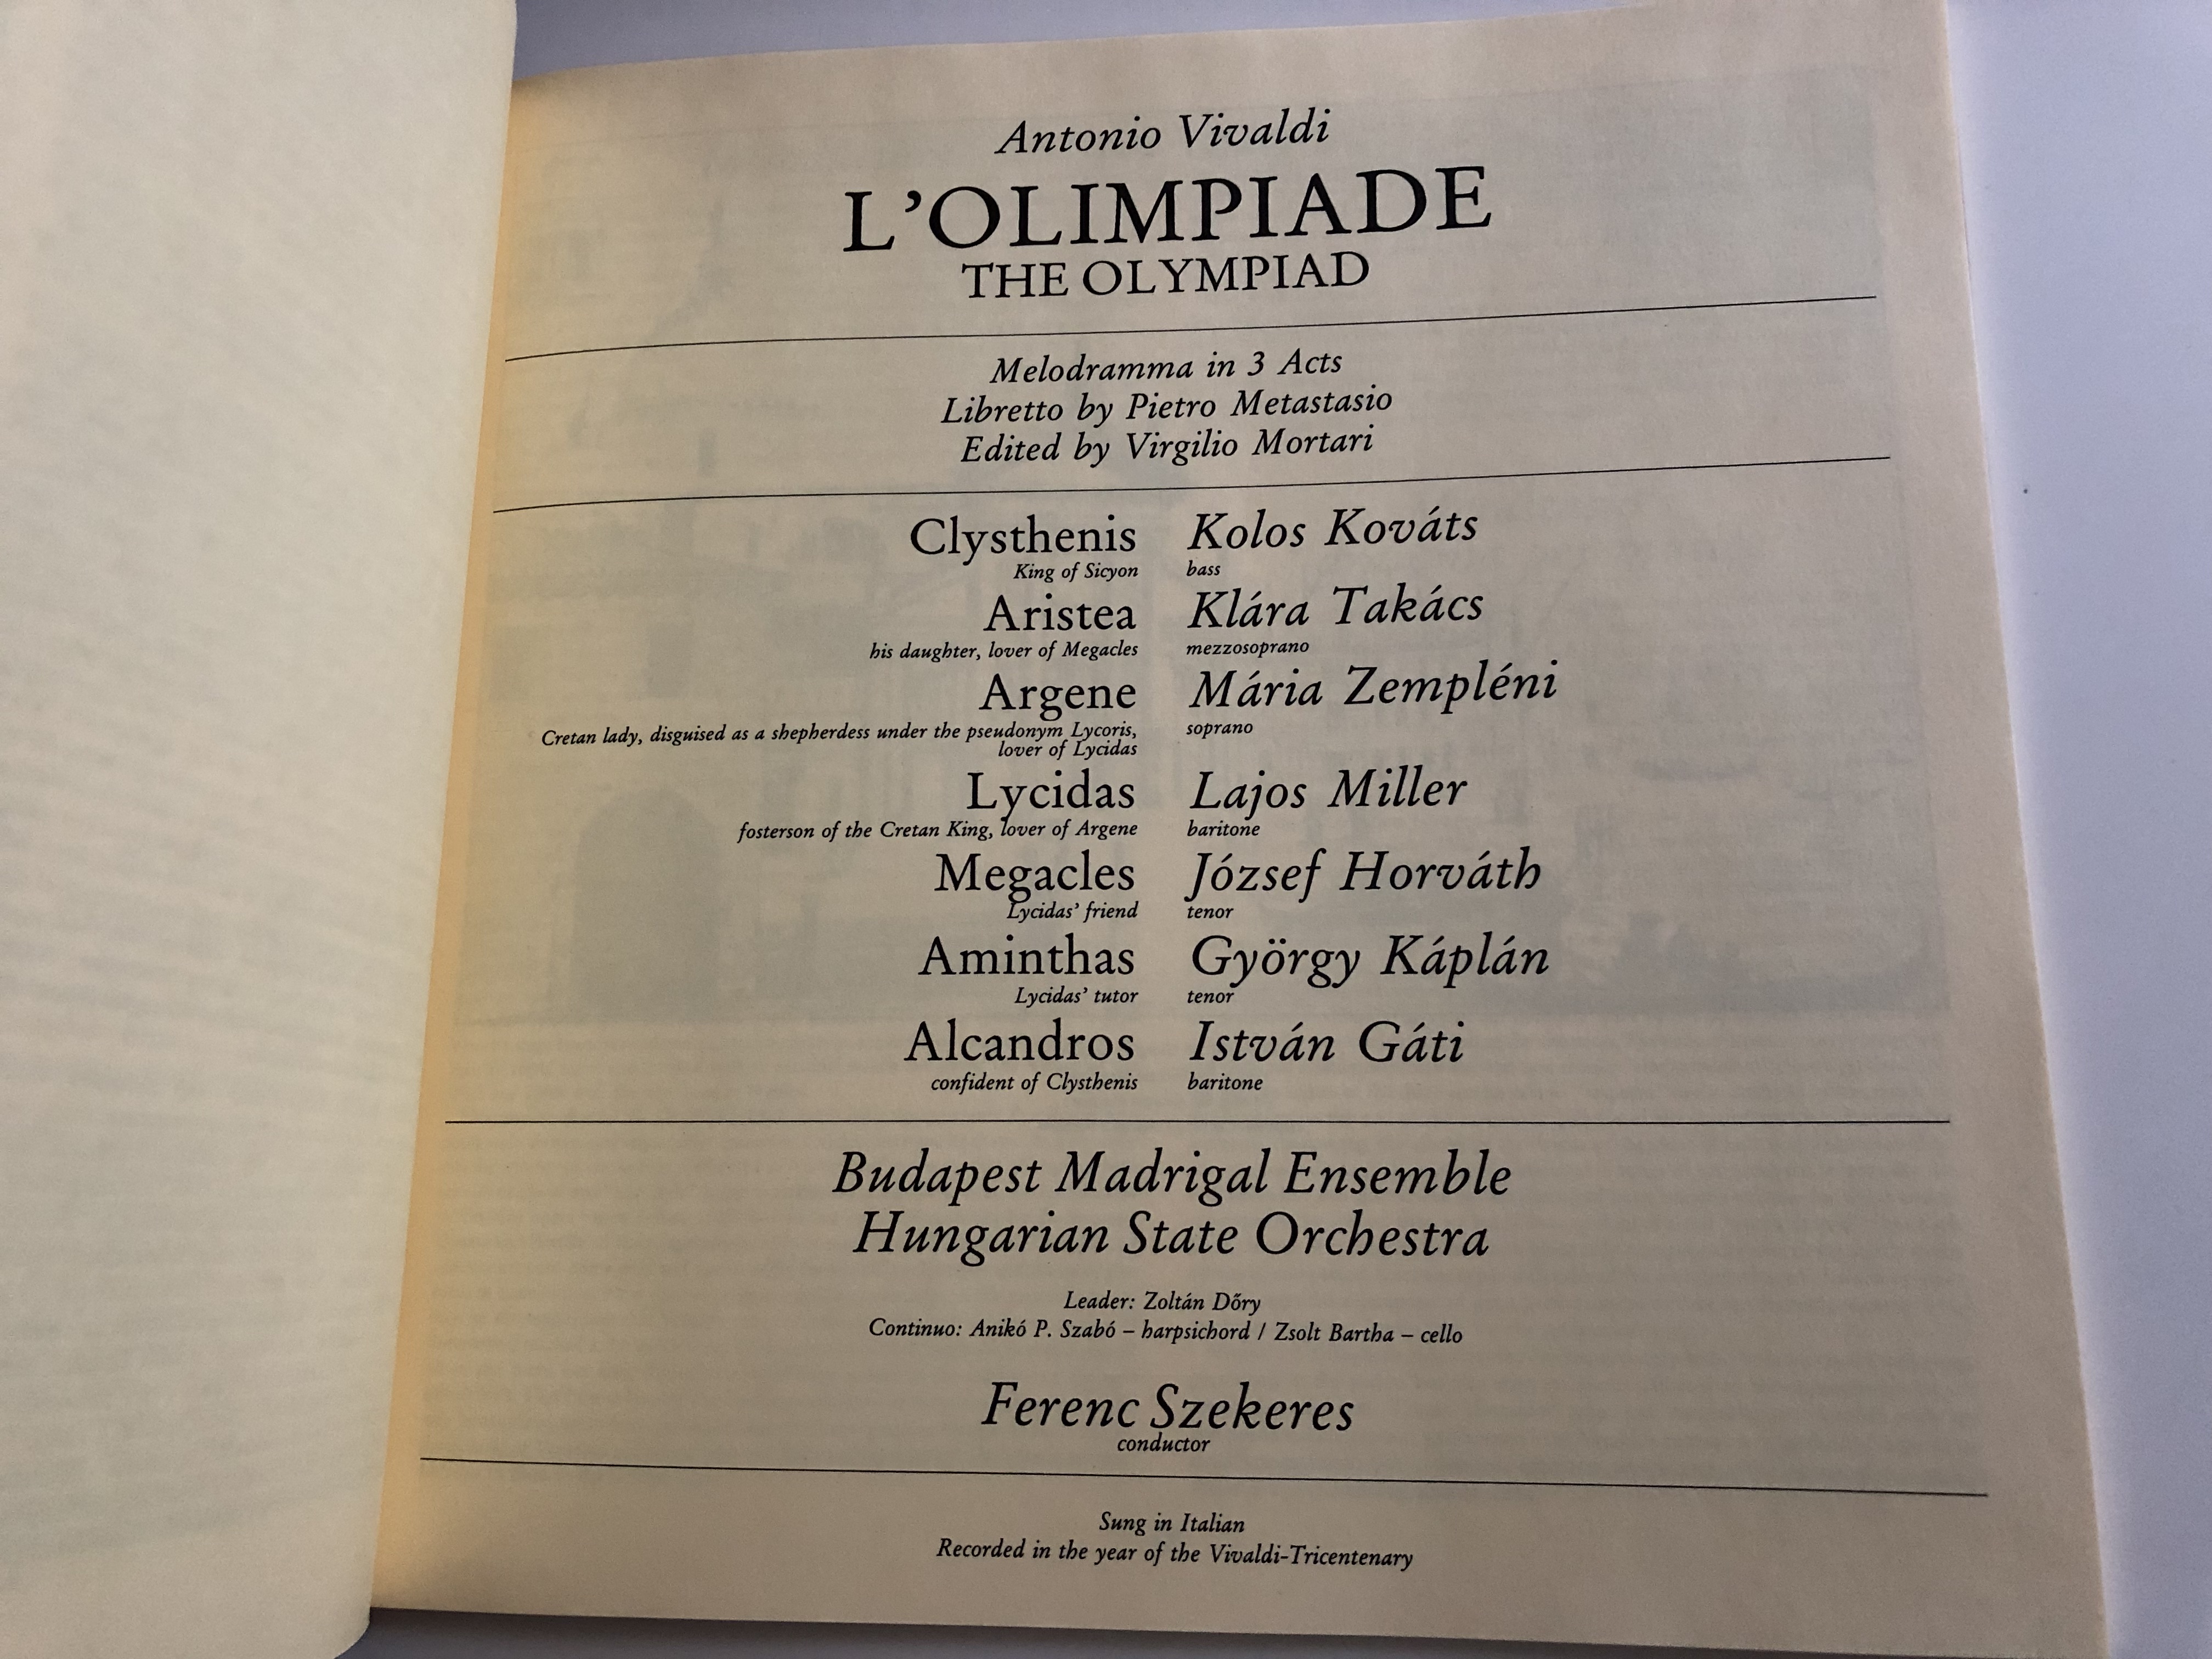 Antonio Vivaldi
L’OLIMPIADE
THE OLYMPIAD
Melodramma in 3 Acts
Libretto by Pietro Metastasio
Edited by Virgilio Mortari
Clysthenis Kolos Kováts
King of Sicyon bass
Aristea Klára Takács
his daughter, lover of Megacles mezzosoprano
Argene Mária Zempléni
Cretan lady, disguised as a shepherdess under the pseudonym Lycoris, soprano
lover of Lycidas
Lycidas Lajos Miller
fosterson of the Cretan King, lover of Argene baritone
Megacles József Horváth
Lycidas’ friend tenor
Aminthas György Káplán
Lycidas’ tutor tenor
Alcandros István Gáti
confident of Clysthenis baritone
Budapest Madrigal Ensemble
Hungarian State Orchestra
Leader: Zoltán Dőry
Continuo: Anikó P. Szabó – harpsichord / Zsolt Bartha – cello
Ferenc Szekeres
conductor
Sung in Italian
Recorded in the year of the Vivaldi-Tricentenary